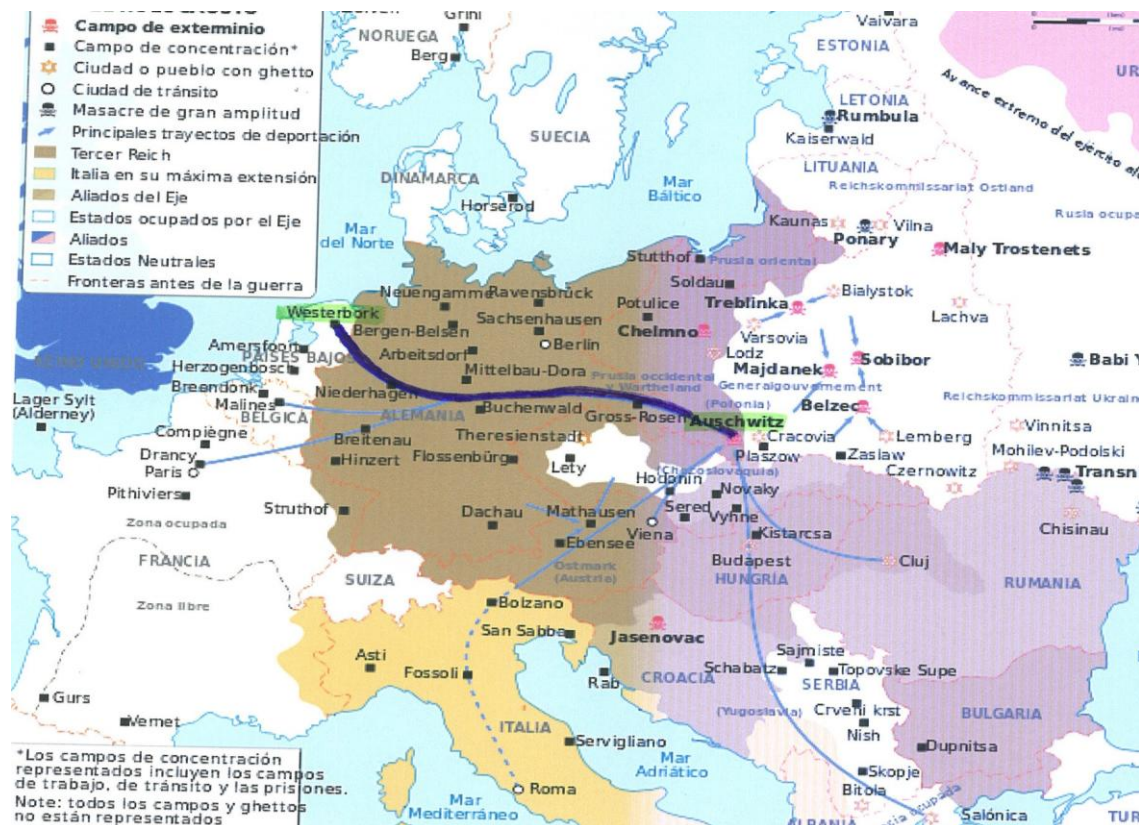 Campo de exterminio
Campo de concentración*
Ciudad o pueblo con ghetto
Ciudad de tránsito
Masacre de gran amplitud
Principales trayectos de deportación
Tercer Reich
Italia en su máxima extensión
Aliados del Eje
Estados ocupados por el Eje
Aliados
Estados Neutrales
Fronteras antes de la guerra
Grini
NORUEGA
Berg
SUECIA
DINAMARCA
Horserod
Mar
del Norte
Mar
Báltico
Vaivara
ESTONIA
LETONIA
Rumbula
Kaiserwald
LITUANIA
Reichskommissariat Ostland
Avance extremo del ejército
Rusia ocupa
Kaunas
Vilna
Ponary
Maly Trostenets
Stutthof
Prusia oriental
Soldau
Treblinka
Bialystok
Lachva
Potulice
Chelmno
Varsovia
Lodz
Majdanek
Sobibor
Generalgouvernement
(Polonia)
Belzec
Babi Y
Reichskommissariat Ukrain
Neuengamme
Ravensbrück
Westerbork
Bergen-Belsen
Sachsenhausen
Berlin
Amersfoort
PAISES BAJOS
Arbeitsdorf
Herzogenbosch
Mittelbau-Dora
Prusia occidental
y Wartheland
Breendonk
Malines
Niederhagen
BELGICA
ALEMANIA
Buchenwald
Gross-Rosen
Auschwitz
Lager Sylt
(Alderney)
Compiègne
Breitenau
Theresienstadt
Cracovia
Plaszow
Lemberg
Zaslaw
Vinnitsa
Mohilev-Podolski
Drancy
Paris
Hinzert
Flossenbürg
Lety
(Checoslovaquia)
Czernowitz
Transn
Pithiviers
Hodonin
Novaky
Struthof
Dachau
Mathausen
Sered
Vyhne
Viena
Kistarcsa
Chisinau
Zona ocupada
FRANCIA
Ebensee
Ostmark
(Austria)
Budapest
HUNGRÍA
Cluj
RUMANIA
SUIZA
Zona libre
Bolzano
San Sabba
Jasenovac
Asti
Fossoli
Rab
CROACIA
Sajmiste
Schabatz
Topovske Supe
SERBIA
Gurs
Vernet
ITALIA
(Yugoslavia)
Crveni krst
Nish
BULGARIA
Servigliano
Mar
Adriático
Dupnitsa
Skopje
Bitola
Roma
Mar
Mediterráneo
ALBANIA
Salónica
TUR
*Los campos de concentración
representados incluyen los campos
de trabajo, de tránsito y las prisiones.
Note: todos los campos y ghettos
no están representados